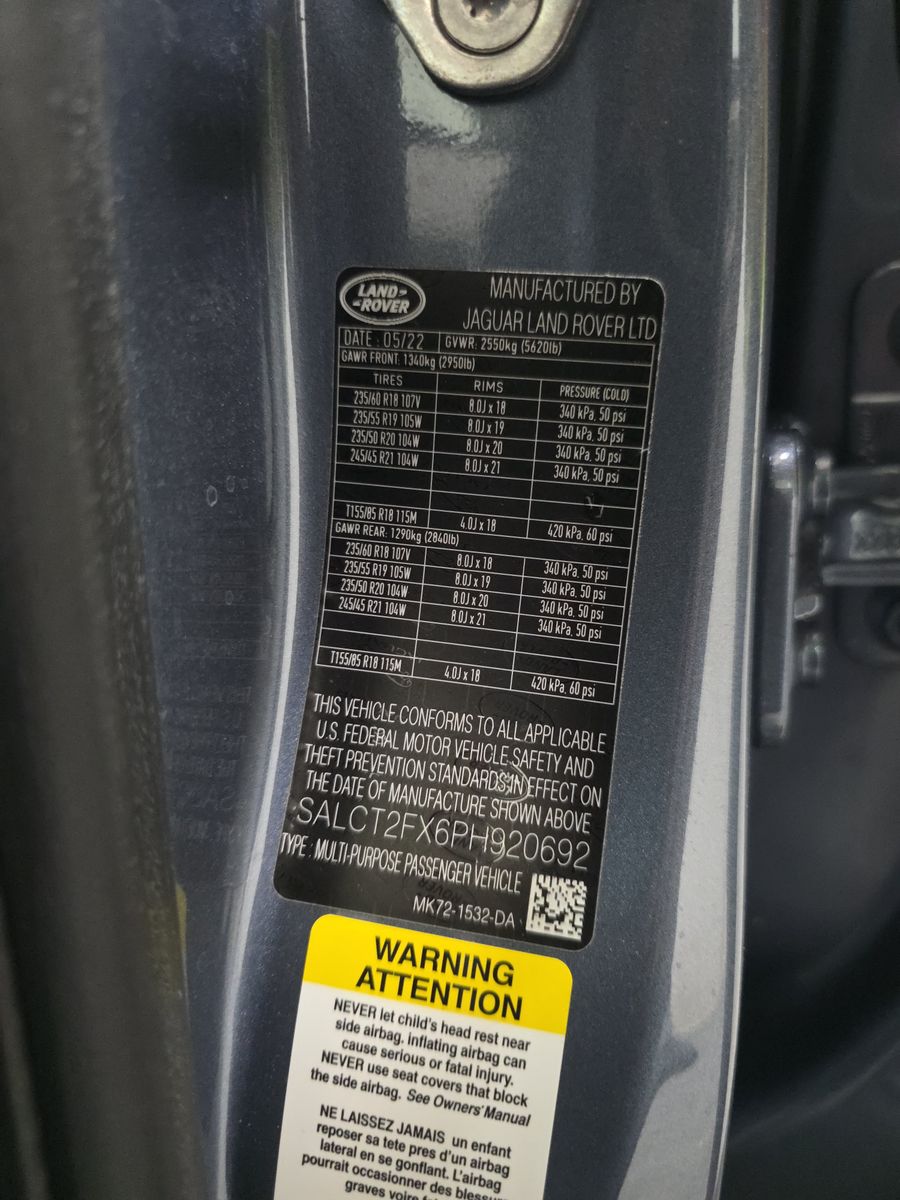 LAND-
-ROVER
MANUFACTURED BY
JAGUAR LAND ROVER LTD
DATE : 05/22 GVWR: 2550kg (5620lb)
GAWR FRONT: 1340kg (2950lb)
TIRES RIMS PRESSURE (COLD)
235/60 R18 107V 8.0J x 18 340 kPa, 50 psi
235/55 R19 105W 8.0J x 19 340 kPa, 50 psi
235/50 R20 104W 8.0J x 20 340 kPa, 50 psi
245/45 R21 104W 8.0J x 21 340 kPa, 50 psi
T155/85 R18 115M 4.0J x 18 420 kPa, 60 psi
GAWR REAR: 1290kg (2840lb)
235/60 R18 107V 8.0J x 18 340 kPa, 50 psi
235/55 R19 105W 8.0J x 19 340 kPa, 50 psi
235/50 R20 104W 8.0J x 20 340 kPa, 50 psi
245/45 R21 104W 8.0J x 21 340 kPa, 50 psi
T155/85 R18 115M 4.0J x 18 420 kPa, 60 psi
THIS VEHICLE CONFORMS TO ALL APPLICABLE
U.S. FEDERAL MOTOR VEHICLE SAFETY AND
THEFT PREVENTION STANDARDS IN EFFECT ON
THE DATE OF MANUFACTURE SHOWN ABOVE
SALCT2FX6PH920692
TYPE : MULTI-PURPOSE PASSENGER VEHICLE
MK72-1532-DA
WARNING
ATTENTION
NEVER let child's head rest near
side airbag, inflating airbag can
cause serious or fatal injury.
NEVER use seat covers that block
the side airbag. See Owners' Manual
NE LAISSEZ JAMAIS un enfant
reposer sa tete pres d'un airbag
lateral en se gonflant. L'airbag
pourrait occasionner des
graves voire